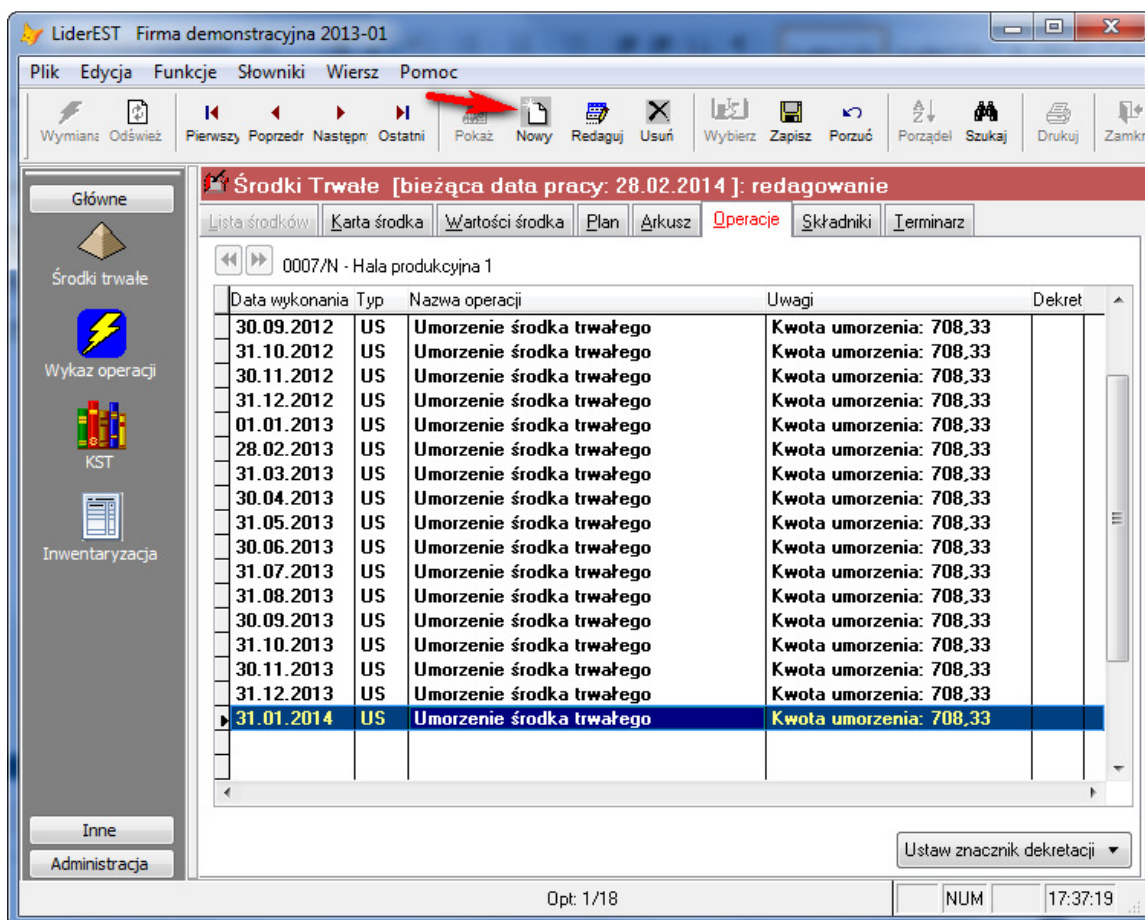 LiderEST Firma demonstracyjna 2013-01
Plik Edycja Funkcje Słowniki Wiersz Pomoc
Wymiana Odśwież Pierwszy Poprzedr Następn Ostatni Pokaż Nowy Redaguj Usuń Wybierz Zapisz Porzuć Porządel Szukaj Drukuj Zamkr
Główne
Środki trwałe
Wykaz operacji
KST
Inwentaryzacja
Inne
Administracja
Środki Trwałe [bieżąca data pracy: 28.02.2014 ]: redagowanie
Lista środków Karta środka Wartości środka Plan Arkusz Operacje Składniki Terminarz
0007/N - Hala produkcyjna 1
Data wykonania Typ Nazwa operacji Uwagi Dekret
30.09.2012 US Umorzenie środka trwałego Kwota umorzenia: 708,33
31.10.2012 US Umorzenie środka trwałego Kwota umorzenia: 708,33
30.11.2012 US Umorzenie środka trwałego Kwota umorzenia: 708,33
31.12.2012 US Umorzenie środka trwałego Kwota umorzenia: 708,33
01.01.2013 US Umorzenie środka trwałego Kwota umorzenia: 708,33
28.02.2013 US Umorzenie środka trwałego Kwota umorzenia: 708,33
31.03.2013 US Umorzenie środka trwałego Kwota umorzenia: 708,33
30.04.2013 US Umorzenie środka trwałego Kwota umorzenia: 708,33
31.05.2013 US Umorzenie środka trwałego Kwota umorzenia: 708,33
30.06.2013 US Umorzenie środka trwałego Kwota umorzenia: 708,33
31.07.2013 US Umorzenie środka trwałego Kwota umorzenia: 708,33
31.08.2013 US Umorzenie środka trwałego Kwota umorzenia: 708,33
30.09.2013 US Umorzenie środka trwałego Kwota umorzenia: 708,33
31.10.2013 US Umorzenie środka trwałego Kwota umorzenia: 708,33
30.11.2013 US Umorzenie środka trwałego Kwota umorzenia: 708,33
31.12.2013 US Umorzenie środka trwałego Kwota umorzenia: 708,33
31.01.2014 US Umorzenie środka trwałego Kwota umorzenia: 708,33
Ustaw znacznik dekretacji
Opt: 1/18 NUM 17:37:19